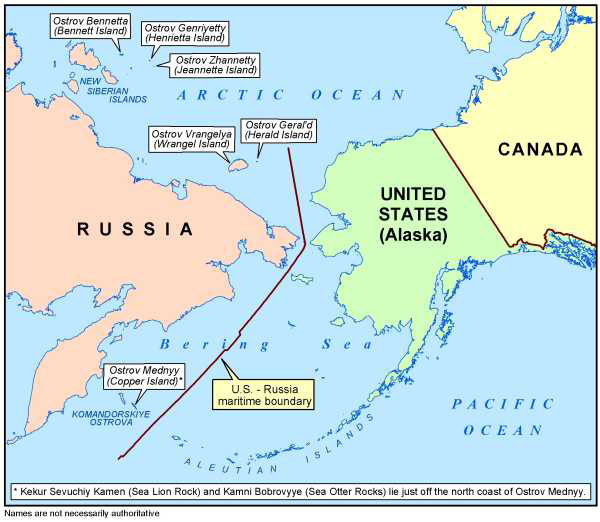 Ostrov Bennetta
(Bennett Island)
Ostrov Genriyetty
(Henrietta Island)
Ostrov Zhannetty
(Jeannette Island)
NEW
SIBERIAN
ISLANDS
ARCTIC OCEAN
Ostrov Vrangelya
(Wrangel Island)
Ostrov Geral'd
(Herald Island)
CANADA
UNITED
STATES
(Alaska)
RUSSIA
Bering Sea
Ostrov Mednyy
(Copper Island)*
U.S. - Russia
maritime boundary
KOMANDORSKIYE
OSTROVA
PACIFIC
OCEAN
ALEUTIAN ISLANDS
* Kekur Sevuchiy Kamen (Sea Lion Rock) and Kamni Bobrovyye (Sea Otter Rocks) lie just off the north coast of Ostrov Mednyy.
Names are not necessarily authoritative